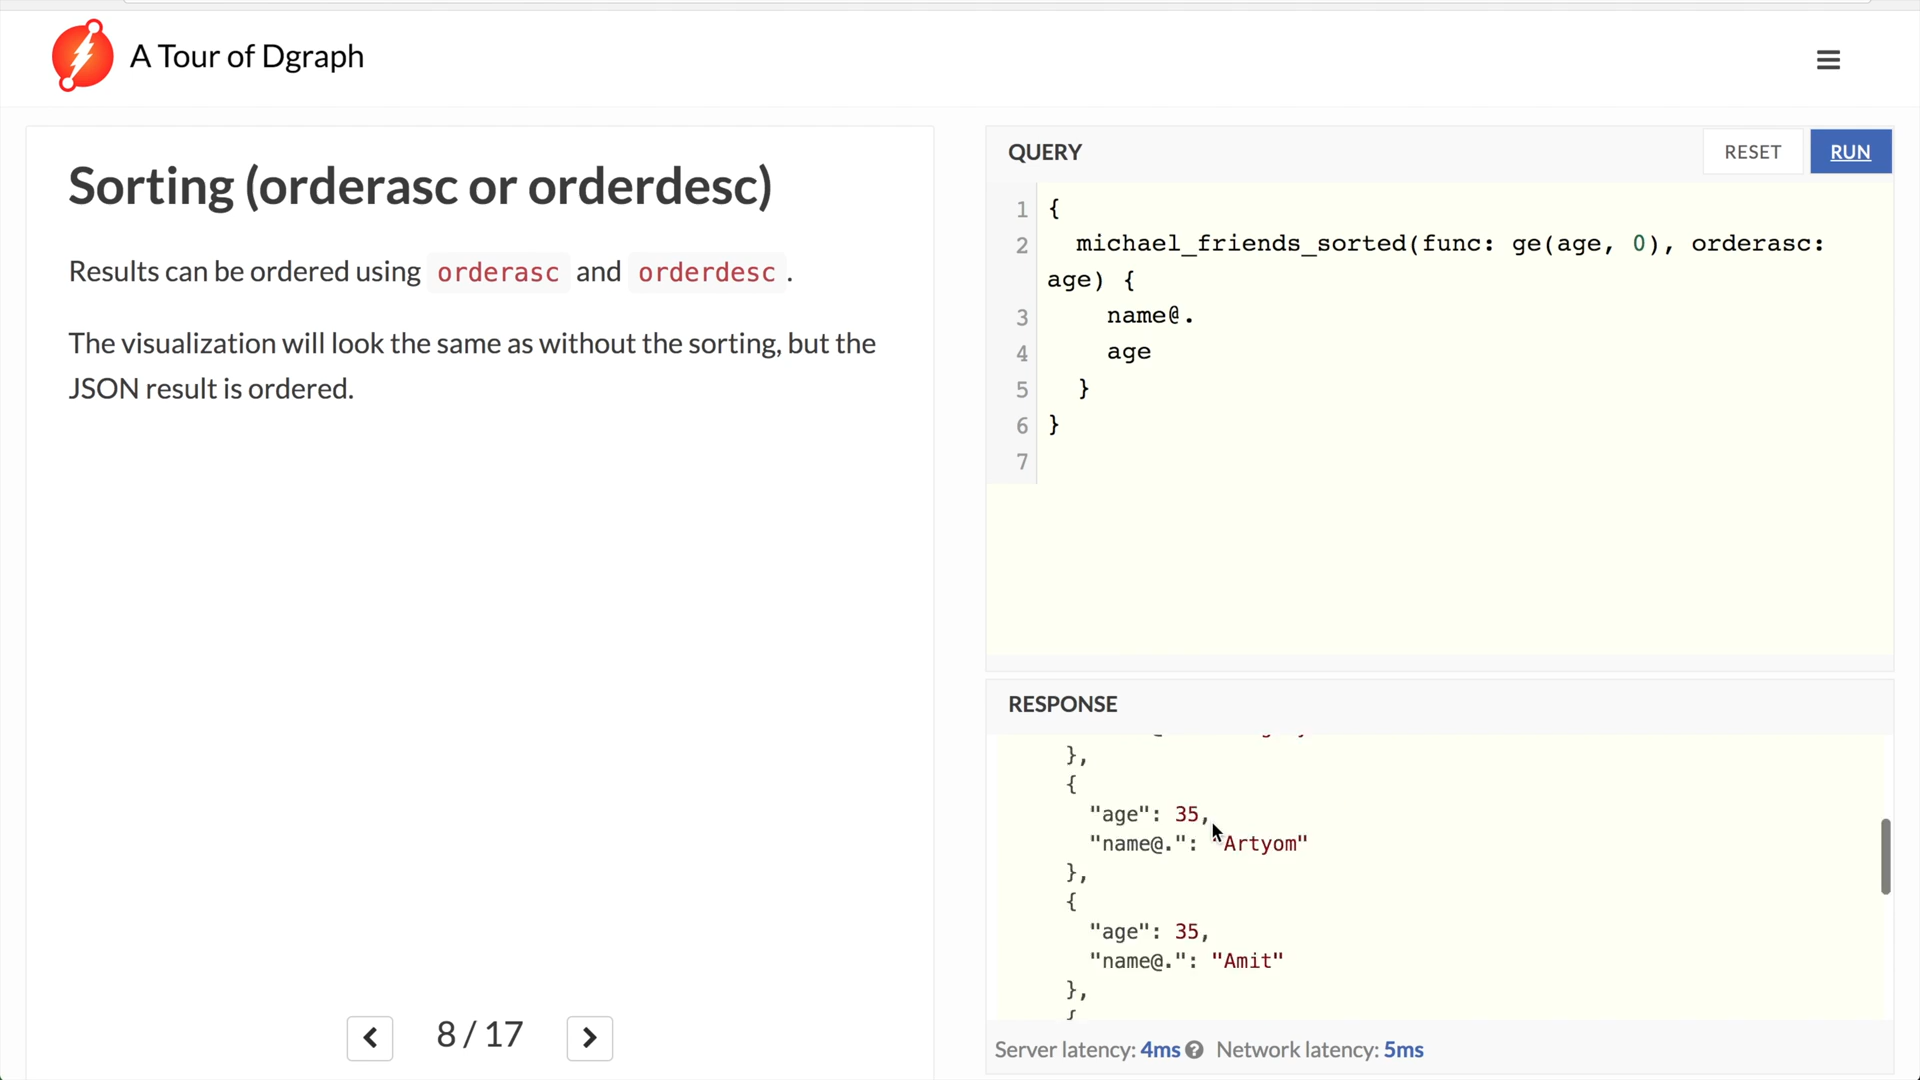 A Tour of Dgraph
Sorting (orderasc or orderdesc)
Results can be ordered using orderasc and orderdesc .
The visualization will look the same as without the sorting, but the
JSON result is ordered.
8 / 17
QUERY
RESET
RUN
1 {
2 michael_friends_sorted(func: ge(age, 0), orderasc:
age) {
3 name@.
4 age
5 }
6 }
7
RESPONSE
},
{
"age": 35,
"name@.": "Artyom"
},
{
"age": 35,
"name@.": "Amit"
},
{
Server latency: 4ms ? Network latency: 5ms